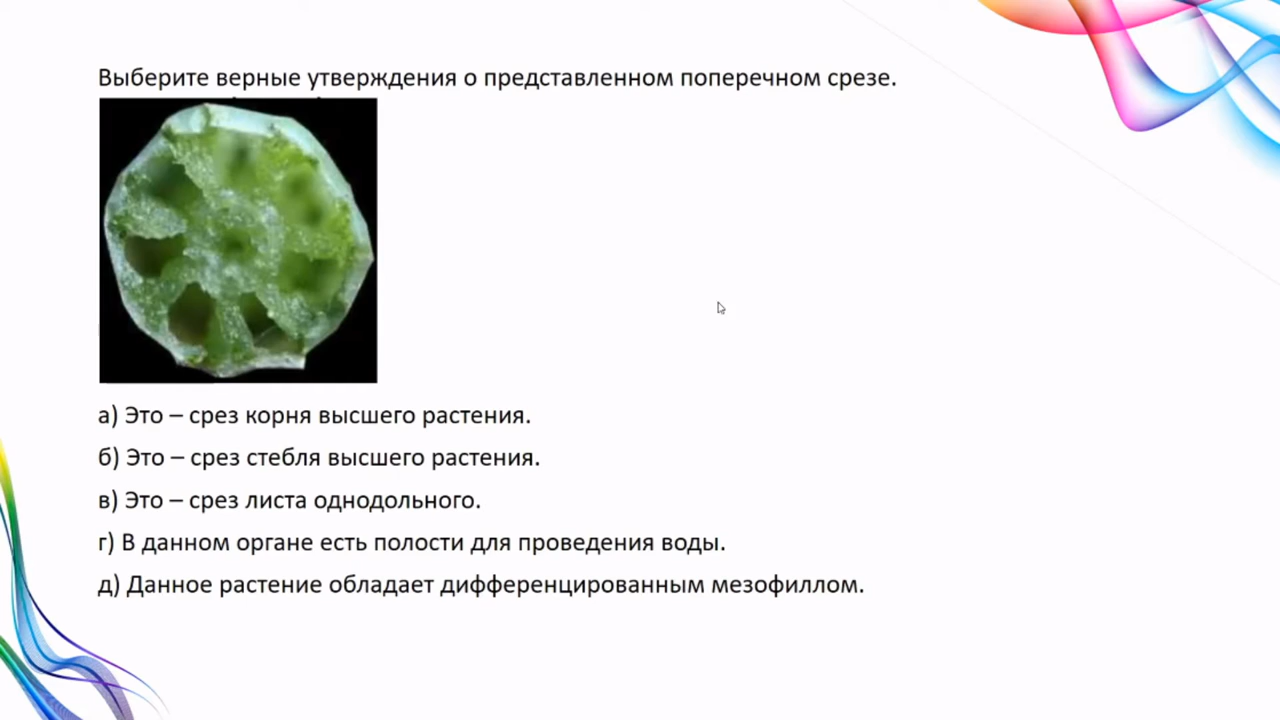 Выберите верные утверждения о представленном поперечном срезе.
а) Это – срез корня высшего растения.
б) Это – срез стебля высшего растения.
в) Это – срез листа однодольного.
г) В данном органе есть полости для проведения воды.
д) Данное растение обладает дифференцированным мезофиллом.